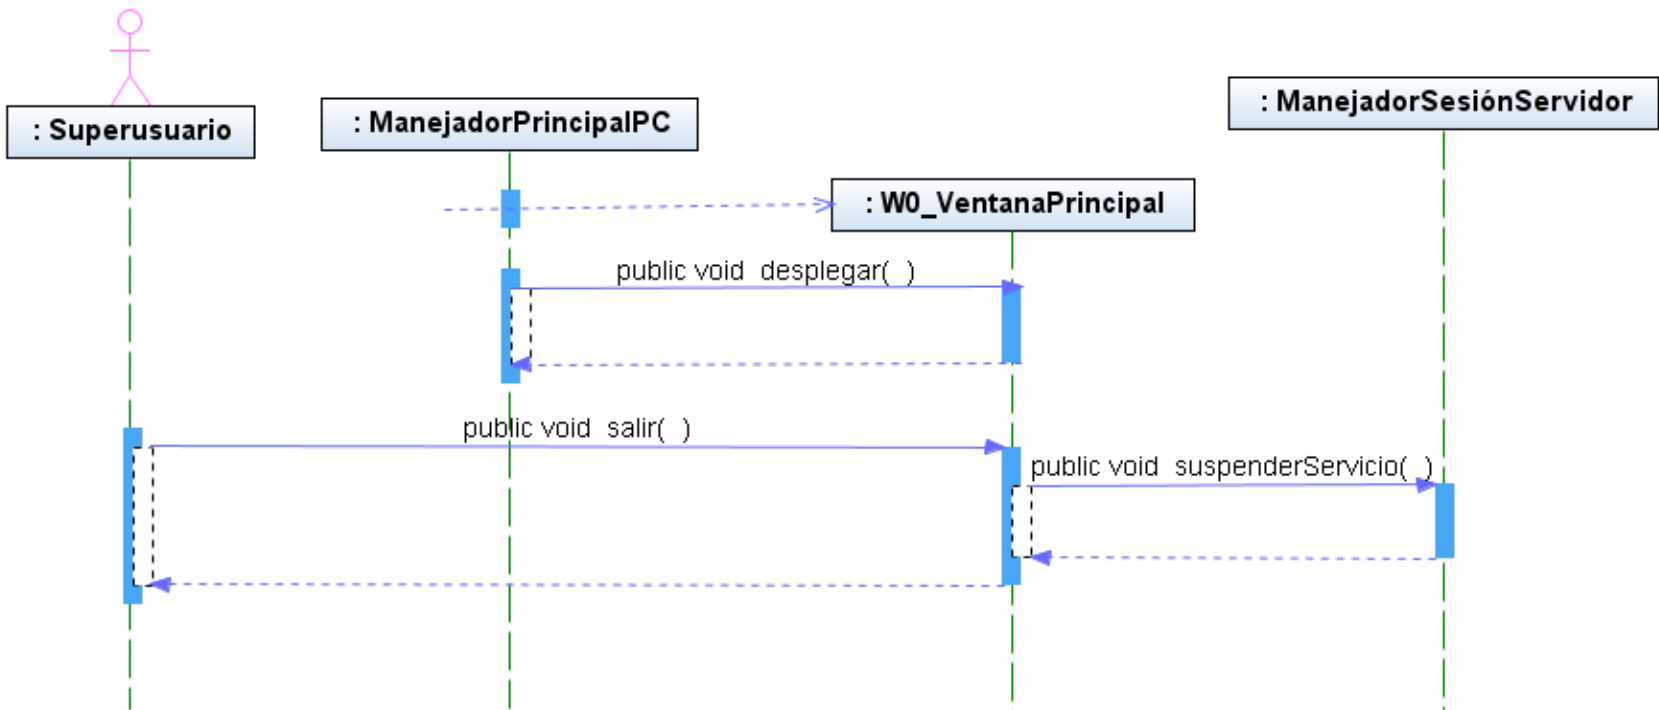 : Superusuario
: ManejadorPrincipalPC
: ManejadorSesiónServidor
: W0_VentanaPrincipal
public void  desplegar(  )
public void  salir(  )
public void  suspenderServicio(  )